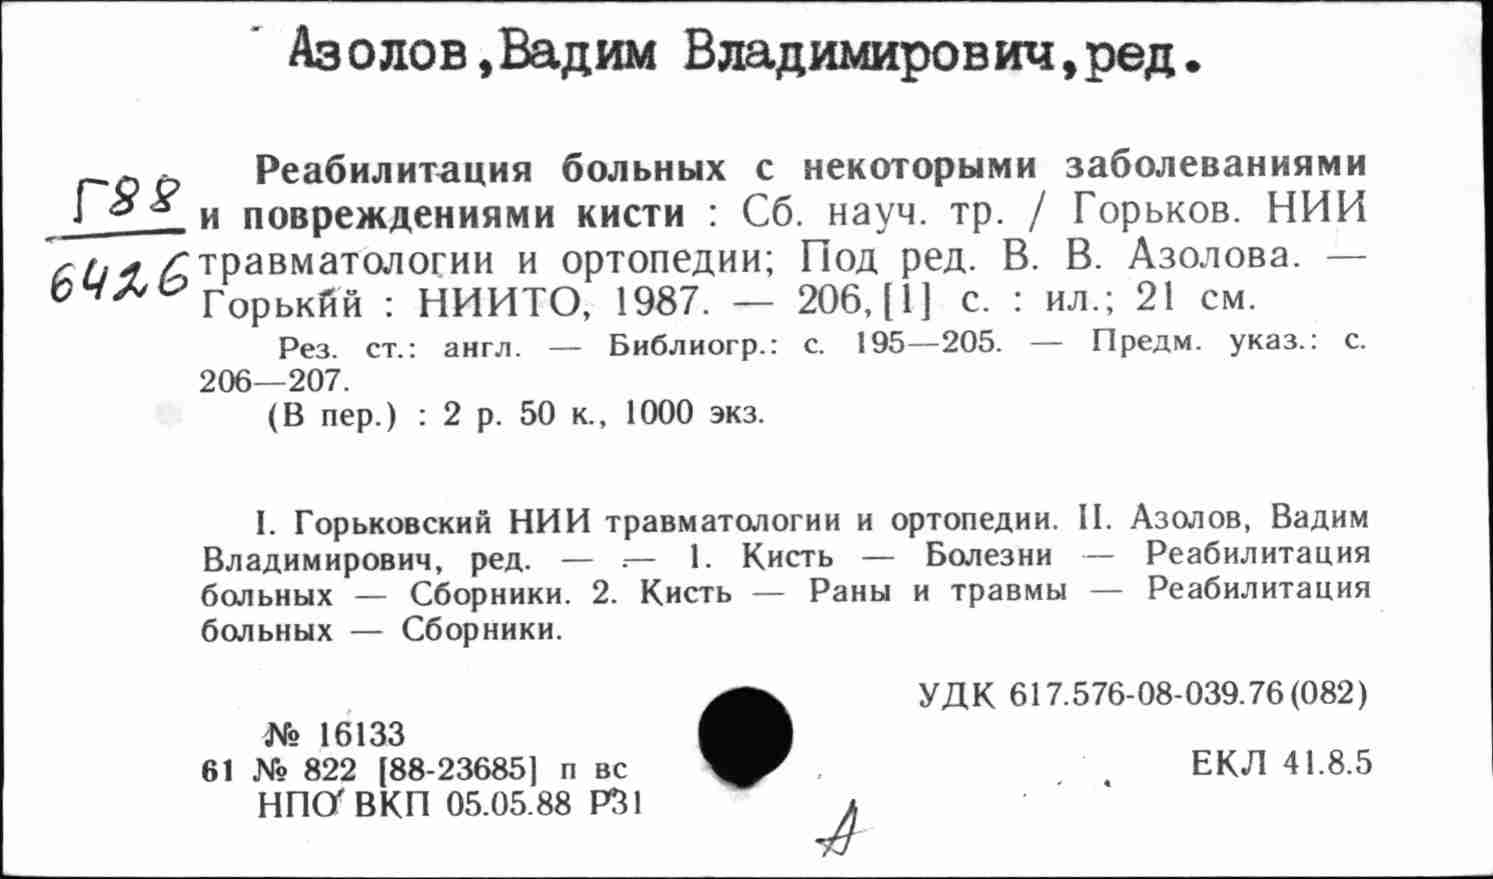 Азолов,Вадим Владимирович,ред.
Г88
6426
Реабилитация больных с некоторыми заболеваниями
и повреждениями кисти : Сб. науч. тр. / Горьков. НИИ
травматологии и ортопедии; Под ред. В. В. Азолова. —
Горький : НИИТО, 1987. — 206,[1] с. : ил.; 21 см.
Рез. ст.: англ. — Библиогр.: с. 195—205. — Предм. указ.: с.
206—207.
(В пер.) : 2 р. 50 к., 1000 экз.
I. Горьковский НИИ травматологии и ортопедии. II. Азолов, Вадим
Владимирович, ред. — — 1. Кисть — Болезни — Реабилитация
больных — Сборники. 2. Кисть — Раны и травмы — Реабилитация
больных — Сборники.
УДК 617.576-08-039.76(082)
№ 16133
61 № 822 [88-23685] п вс
ЕКЛ 41.8.5
НПО ВКП 05.05.88 Р31
А